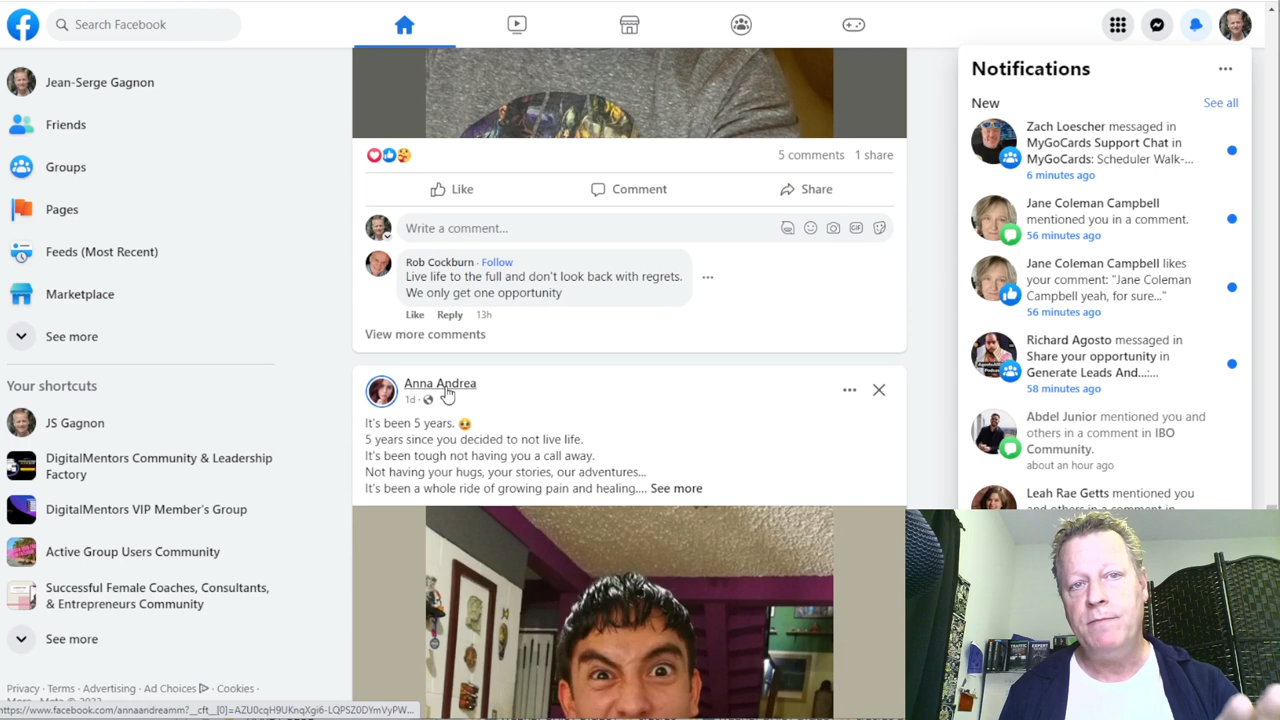 Search Facebook
Jean-Serge Gagnon
Friends
Groups
Pages
Feeds (Most Recent)
Marketplace
See more
Your shortcuts
JS Gagnon
DigitalMentors Community & Leadership
Factory
DigitalMentors VIP Member's Group
Active Group Users Community
Successful Female Coaches, Consultants,
& Entrepreneurs Community
See more
Privacy · Terms · Advertising · Ad Choices · Cookies ·
https://www.facebook.com/annaandreamm?__cft__[0]=AZU0cqH9UKnqXgi6-LQPSZ0DYmVyPW...
5 comments 1 share
Like Comment Share
Write a comment...
Rob Cockburn · Follow
Live life to the full and don't look back with regrets.
We only get one opportunity
Like Reply 13h
View more comments
Anna Andrea
1d ·
It's been 5 years.
5 years since you decided to not live life.
It's been tough not having you a call away.
Not having your hugs, your stories, our adventures...
It's been a whole ride of growing pain and healing.... See more
Notifications
New See all
Zach Loescher messaged in
MyGoCards Support Chat in
MyGoCards: Scheduler Walk-...
6 minutes ago
Jane Coleman Campbell
mentioned you in a comment.
56 minutes ago
Jane Coleman Campbell likes
your comment: "Jane Coleman
Campbell yeah, for sure..."
56 minutes ago
Richard Agosto messaged in
Share your opportunity in
Generate Leads And...:...
58 minutes ago
Abdel Junior mentioned you and
others in a comment in IBO
Community.
about an hour ago
Leah Rae Getts mentioned you
TRAFFIC
EXPERT